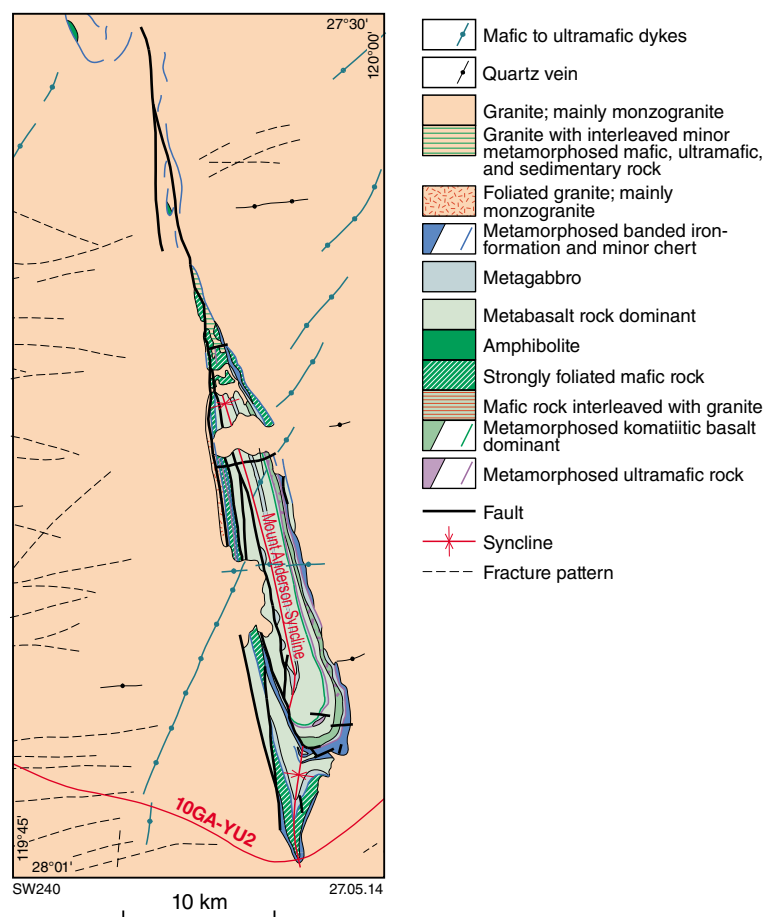 27°30'
120°00'
Mount Anderson Syncline
10GA-YU2
119°45'
28°01'
SW240
27.05.14
10 km
Mafic to ultramafic dykes
Quartz vein
Granite; mainly monzogranite
Granite with interleaved minor
metamorphosed mafic, ultramafic,
and sedimentary rock
Foliated granite; mainly
monzogranite
Metamorphosed banded iron-
formation and minor chert
Metagabbro
Metabasalt rock dominant
Amphibolite
Strongly foliated mafic rock
Mafic rock interleaved with granite
Metamorphosed komatiitic basalt
dominant
Metamorphosed ultramafic rock
Fault
Syncline
Fracture pattern